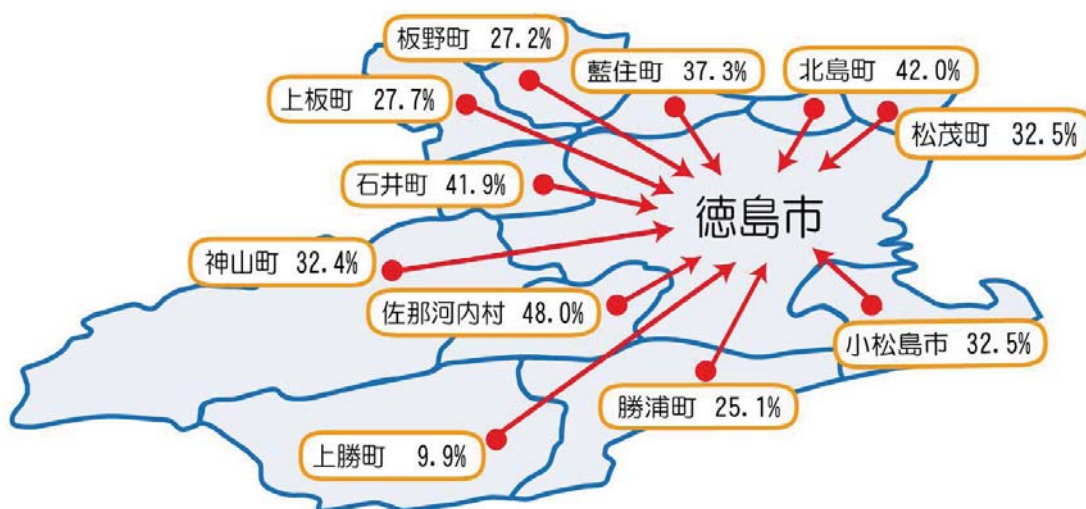 板野町 27.2%
藍住町 37.3%
北島町 42.0%
上板町 27.7%
松茂町 32.5%
石井町 41.9%
徳島市
神山町 32.4%
佐那河内村 48.0%
小松島市 32.5%
勝浦町 25.1%
上勝町 9.9%